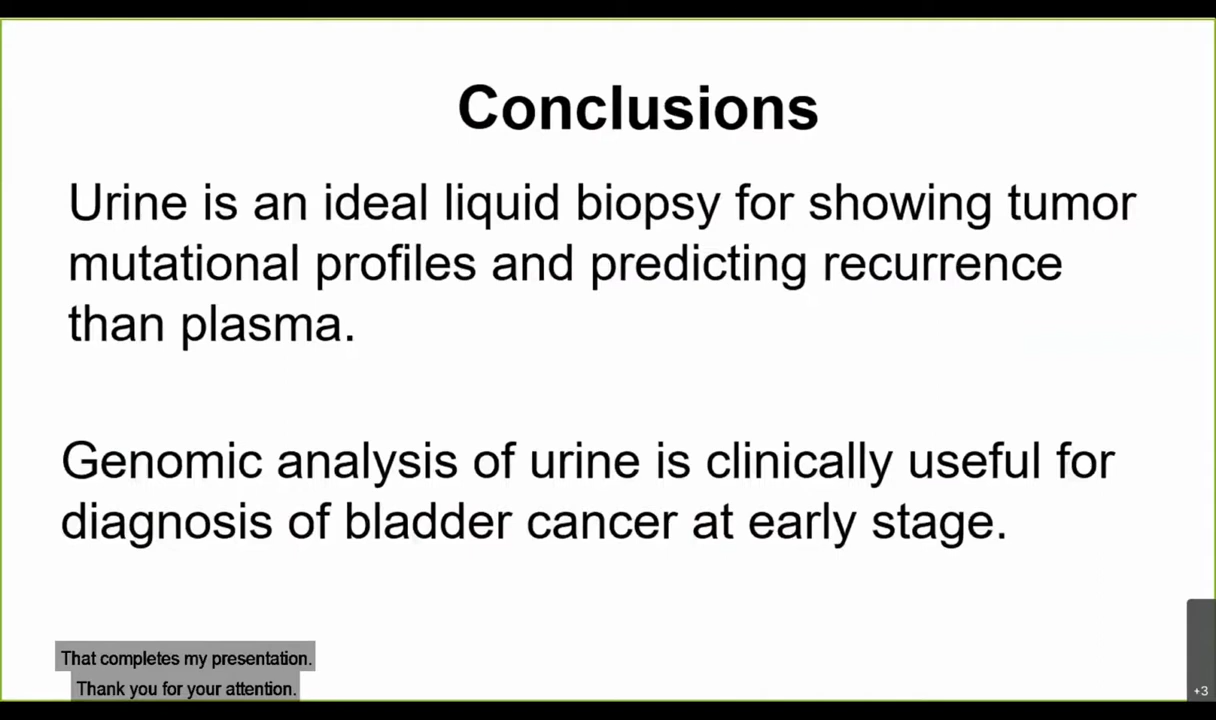 Conclusions
Urine is an ideal liquid biopsy for showing tumor
mutational profiles and predicting recurrence
than plasma.
Genomic analysis of urine is clinically useful for
diagnosis of bladder cancer at early stage.
That completes my presentation.
Thank you for your attention.
+3